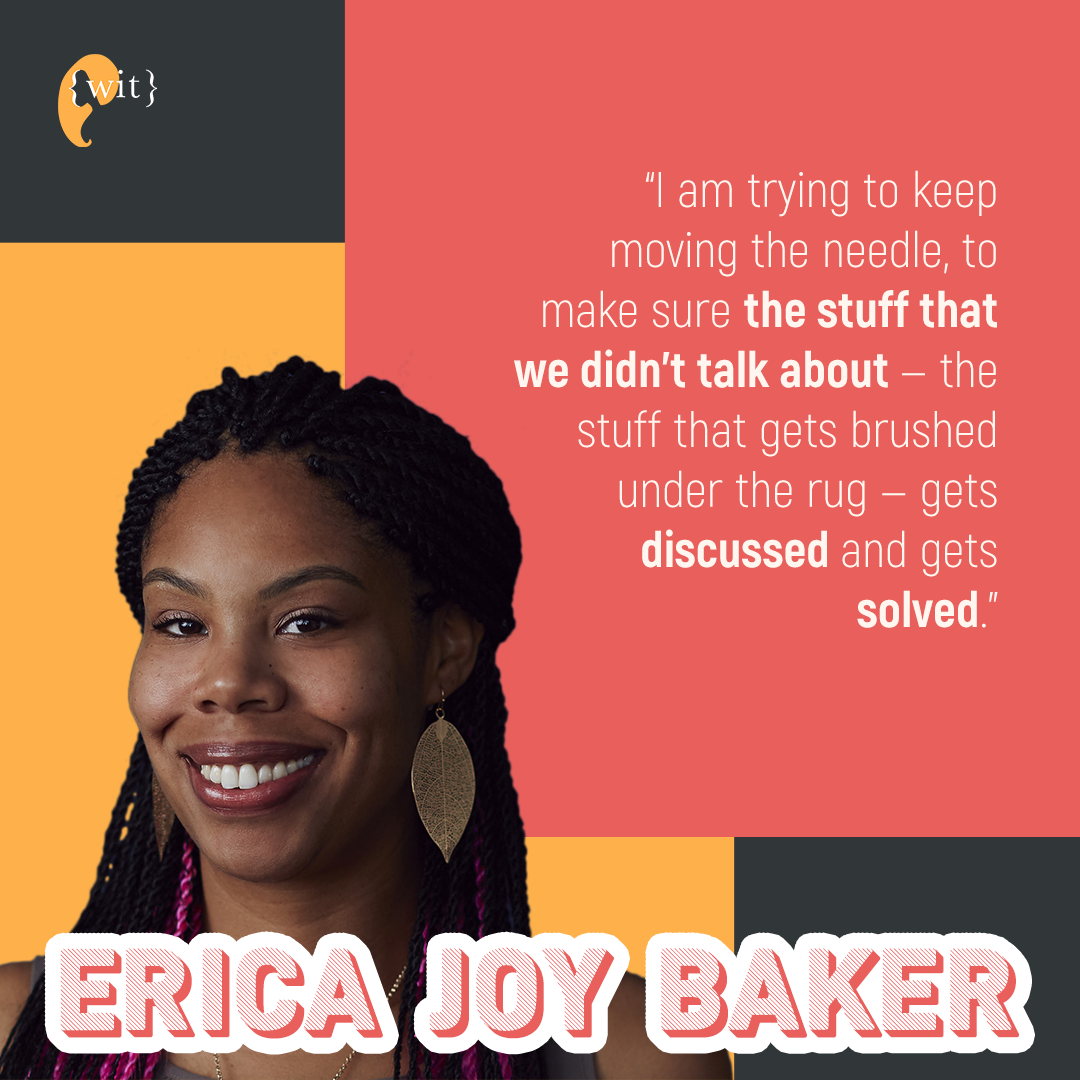 {wit}
“I am trying to keep
moving the needle, to
make sure the stuff that
we didn’t talk about – the
stuff that gets brushed
under the rug – gets
discussed and gets
solved.”
ERICA JOY BAKER